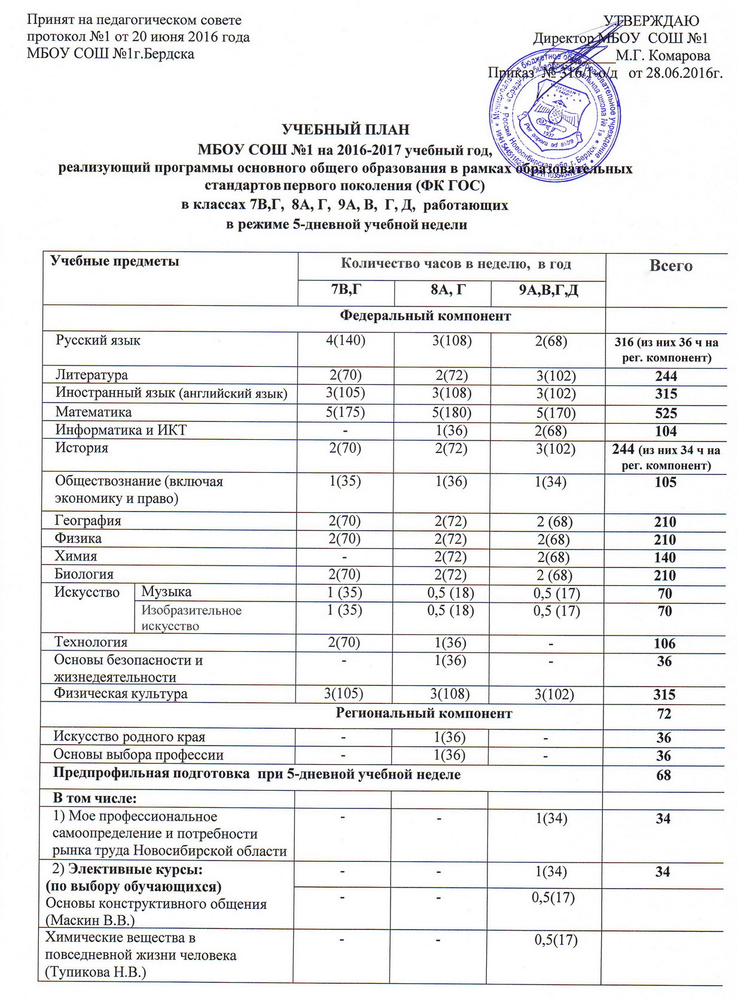 Принят на педагогическом совете
протокол №1 от 20 июня 2016 года
МБОУ СОШ №1г.Бердска
УТВЕРЖДАЮ
Директор МБОУ СОШ №1
М.Г. Комарова
Приказ № 316/1-о/д от 28.06.2016г.
Per aspera ad astra
1937
УЧЕБНЫЙ ПЛАН
МБОУ СОШ №1 на 2016-2017 учебный год,
реализующий программы основного общего образования в рамках образовательных
стандартов первого поколения (ФК ГОС)
в классах 7В,Г, 8А, Г, 9А, В, Г, Д, работающих
в режиме 5-дневной учебной недели
Учебные предметы Количество часов в неделю, в год Всего
7В,Г 8А, Г 9А,В,Г,Д
Федеральный компонент
Русский язык 4(140) 3(108) 2(68) 316 (из них 36 ч на
рег. компонент)
Литература 2(70) 2(72) 3(102) 244
Иностранный язык (английский язык) 3(105) 3(108) 3(102) 315
Математика 5(175) 5(180) 5(170) 525
Информатика и ИКТ - 1(36) 2(68) 104
История 2(70) 2(72) 3(102) 244 (из них 34 ч на
рег. компонент)
Обществознание (включая 1(35) 1(36) 1(34) 105
экономику и право)
География 2(70) 2(72) 2 (68) 210
Физика 2(70) 2(72) 2(68) 210
Химия - 2(72) 2(68) 140
Биология 2(70) 2(72) 2 (68) 210
Искусство Музыка 1 (35) 0,5 (18) 0,5 (17) 70
Изобразительное 1 (35) 0,5 (18) 0,5 (17) 70
искусство
Технология 2(70) 1(36) - 106
Основы безопасности и - 1(36) - 36
жизнедеятельности
Физическая культура 3(105) 3(108) 3(102) 315
Региональный компонент 72
Искусство родного края - 1(36) - 36
Основы выбора профессии - 1(36) - 36
Предпрофильная подготовка при 5-дневной учебной неделе 68
В том числе:
1) Мое профессиональное - - 1(34) 34
самоопределение и потребности
рынка труда Новосибирской области
2) Элективные курсы: - - 1(34) 34
(по выбору обучающихся)
Основы конструктивного общения - - 0,5(17)
(Маскин В.В.)
Химические вещества в - - 0,5(17)
повседневной жизни человека
(Тупикова Н.В.)